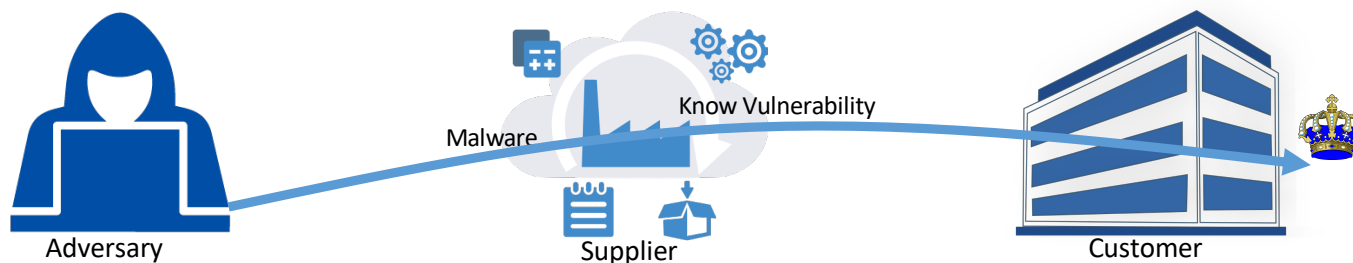 Know Vulnerability
Malware
Adversary
Supplier
Customer